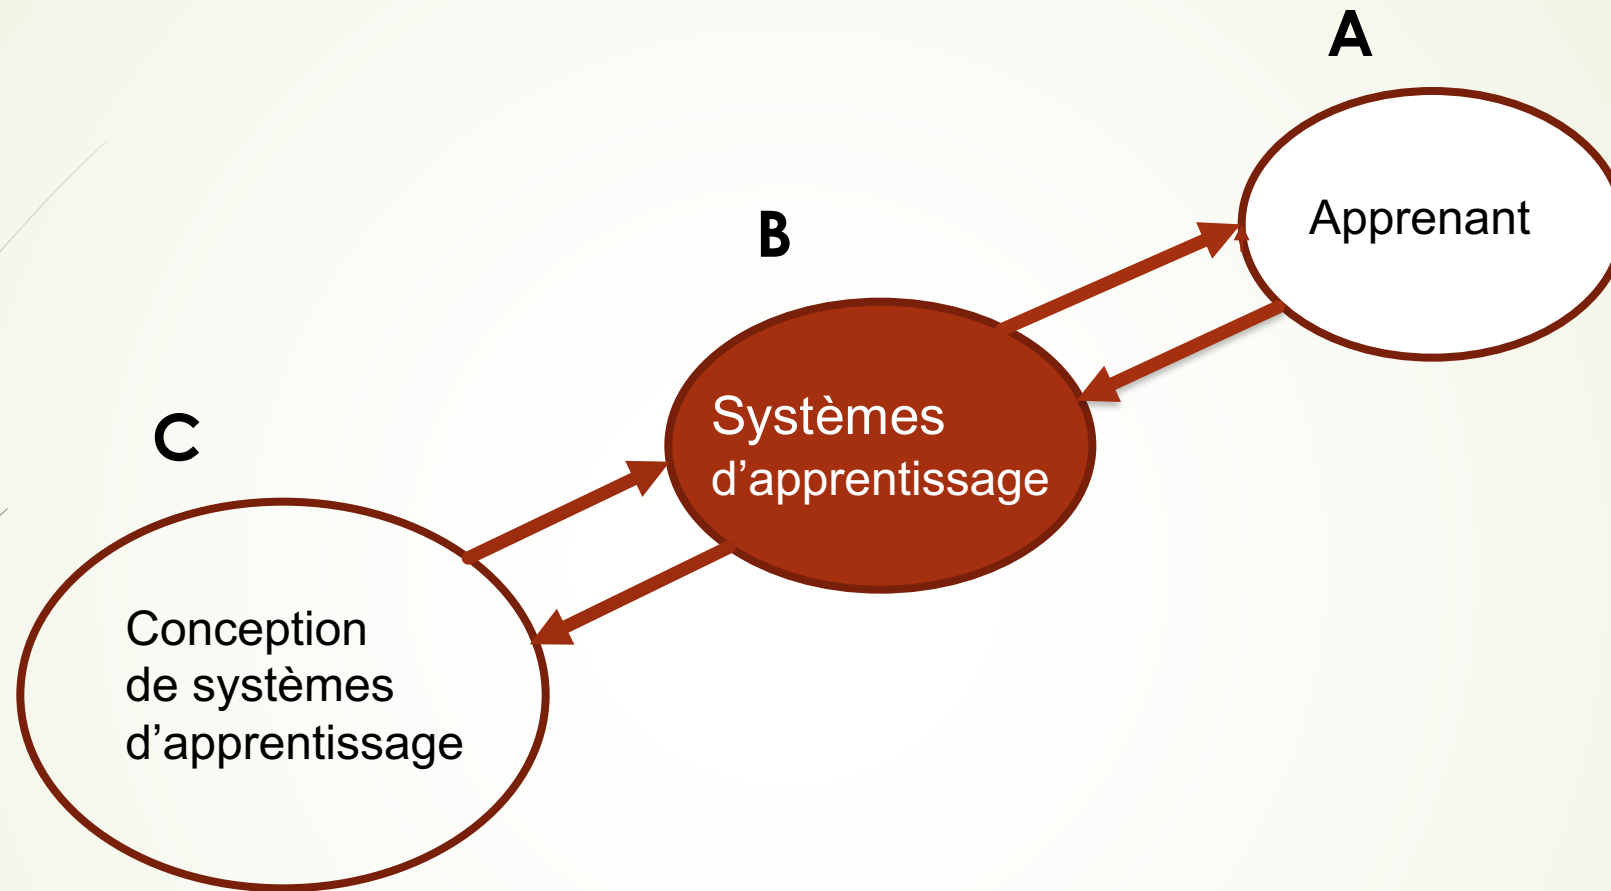 A
Apprenant
B
Systèmes
d’apprentissage
C
Conception
de systèmes
d’apprentissage